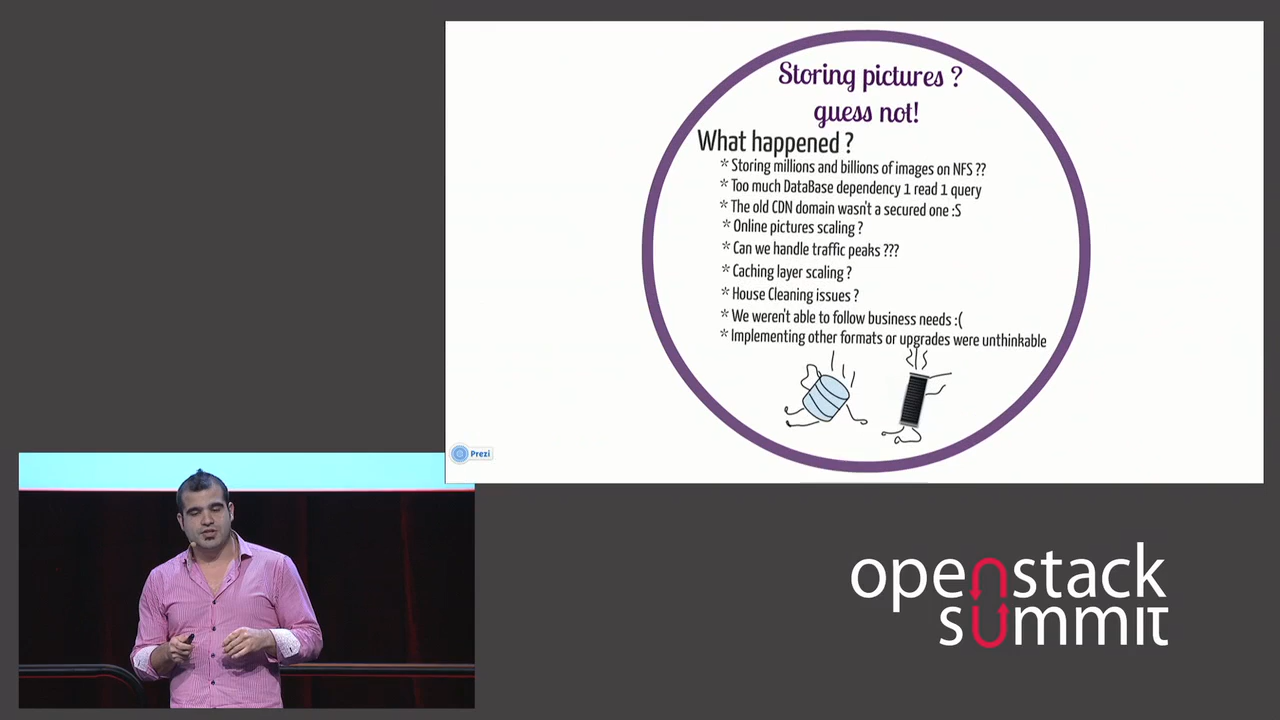 Storing pictures ?
guess not!
What happened ?
* Storing millions and billions of images on NFS ??
* Too much DataBase dependency 1 read 1 query
* The old CDN domain wasn't a secured one :S
* Online pictures scaling ?
* Can we handle traffic peaks ???
* Caching layer scaling ?
* House Cleaning issues ?
* We weren't able to follow business needs :(
* Implementing other formats or upgrades were unthinkable
Prezi
openstack
summit